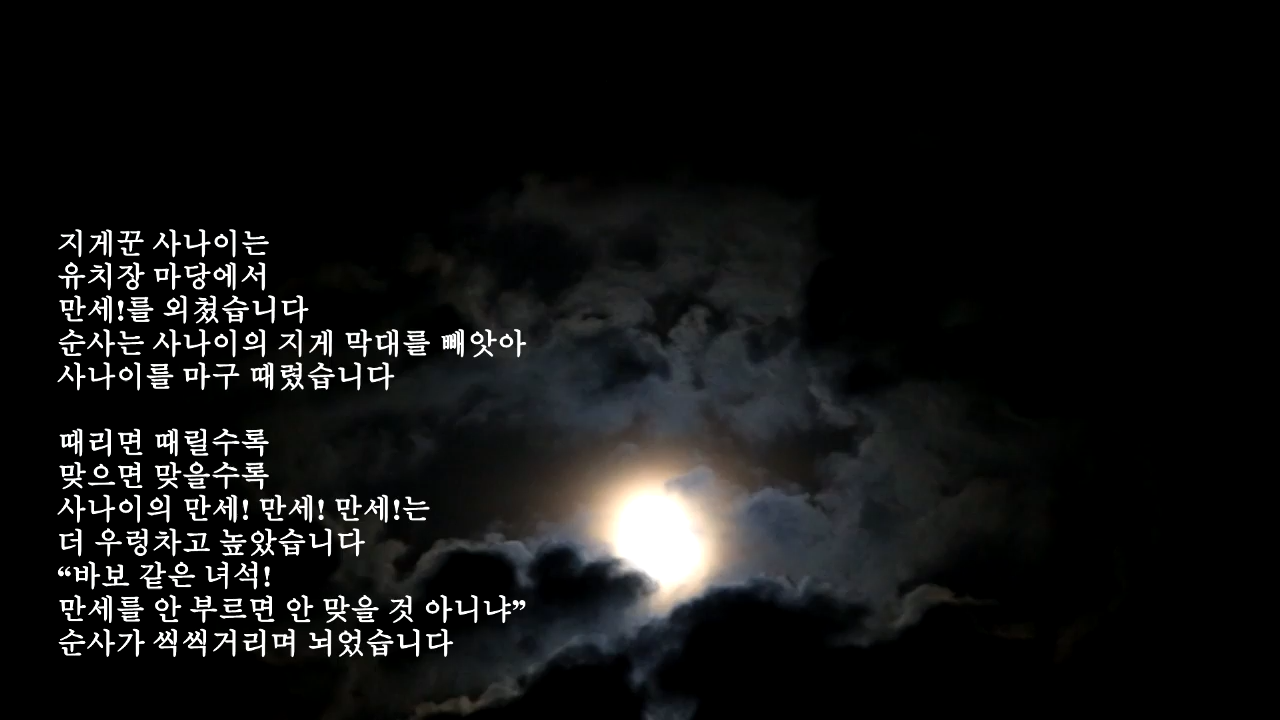 지게꾼 사나이는
유치장 마당에서
만세!를 외쳤습니다
순사는 사나이의 지게 막대를 빼앗아
사나이를 마구 때렸습니다
때리면 때릴수록
맞으면 맞을수록
사나이의 만세! 만세! 만세!는
더 우렁차고 높았습니다
“바보 같은 녀석!
만세를 안 부르면 안 맞을 것 아니냐”
순사가 씩씩거리며 뇌었습니다